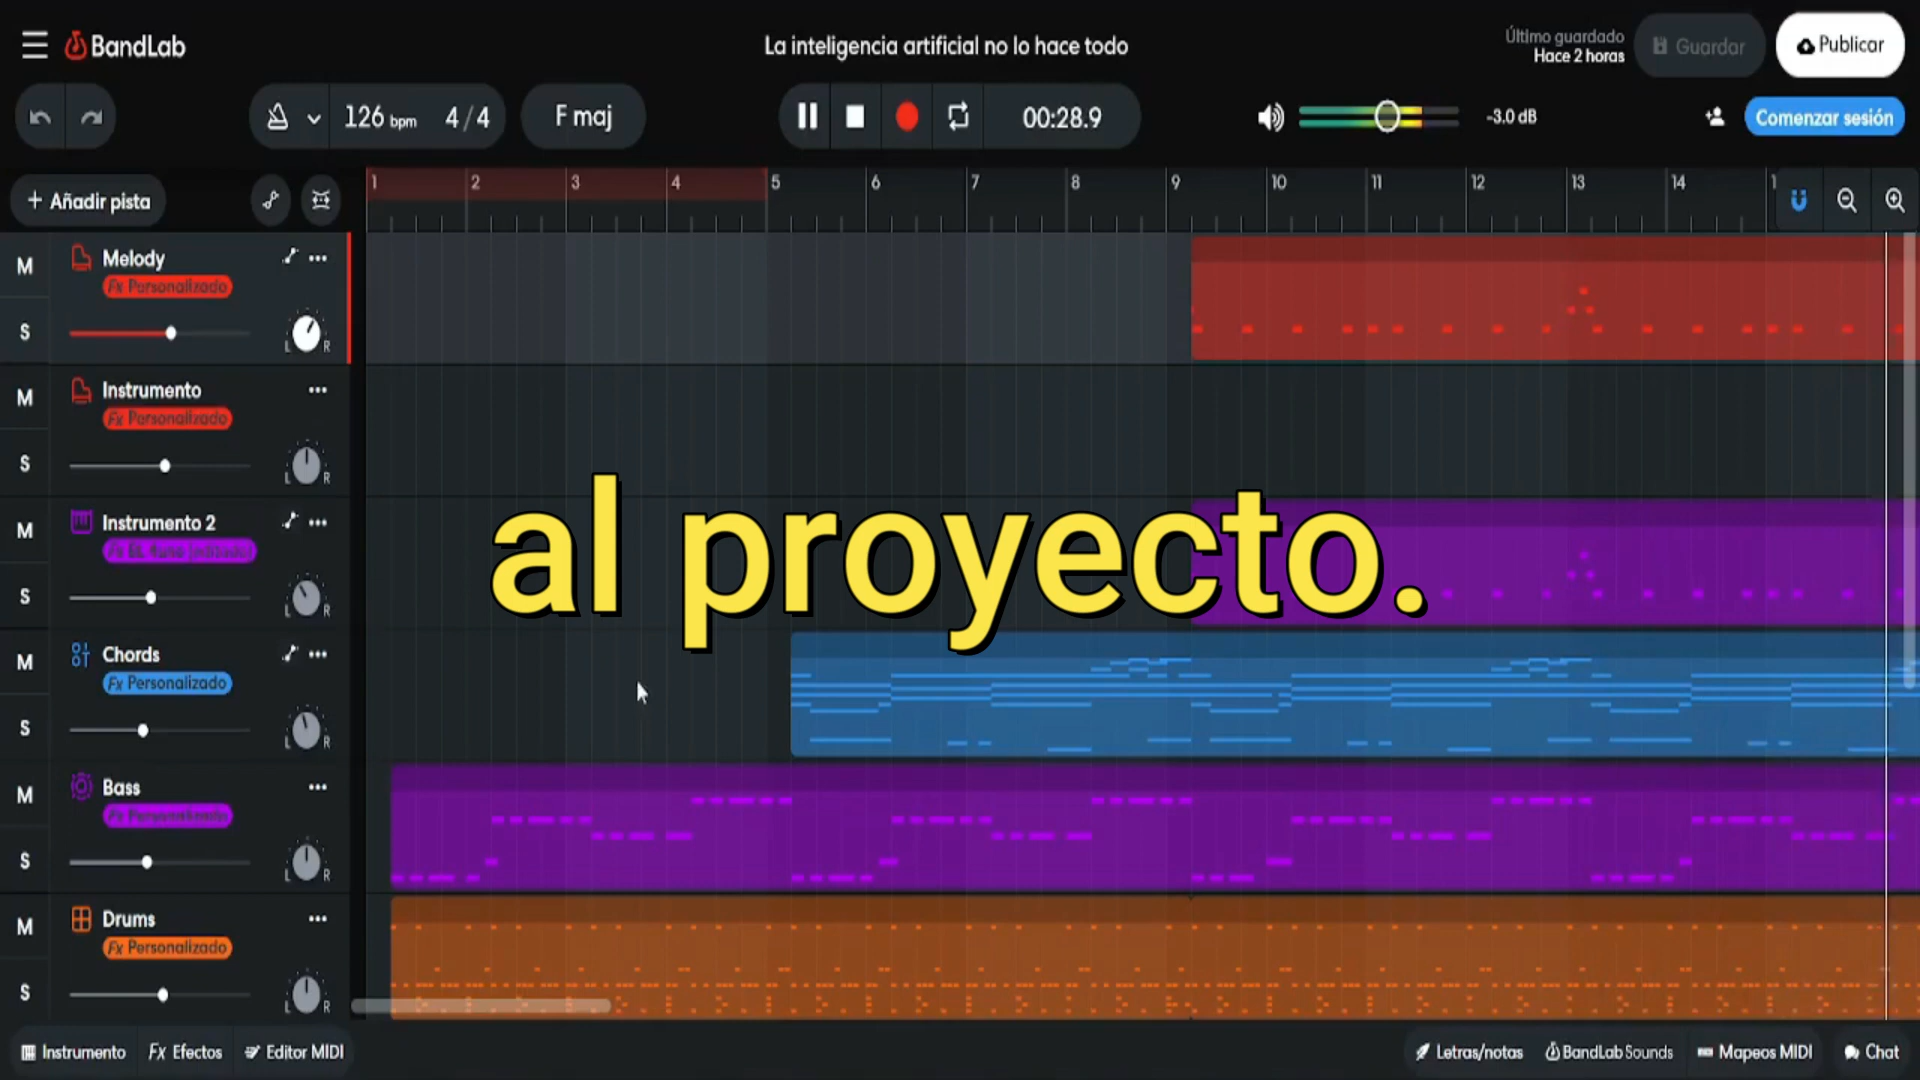 BandLab
La inteligencia artificial no lo hace todo
Último guardado
Hace 2 horas
Guardar
Publicar
126 bpm
4/4
F maj
00:28.9
-3.0 dB
Comenzar sesión
+ Añadir pista
1 2 3 4 5 6 7 8 9 10 11 12 13 14
M
Melody
Fx Personalizado
S
L R
M
Instrumento
Fx Personalizado
S
L R
M
Instrumento 2
S
L R
M
Chords
Fx Personalizado
S
L R
M
Bass
Fx Personalizado
S
L R
M
Drums
Fx Personalizado
S
L R
al proyecto.
Instrumento
Fx Efectos
Editor MIDI
Letras/notas
BandLab Sounds
Mapeos MIDI
Chat